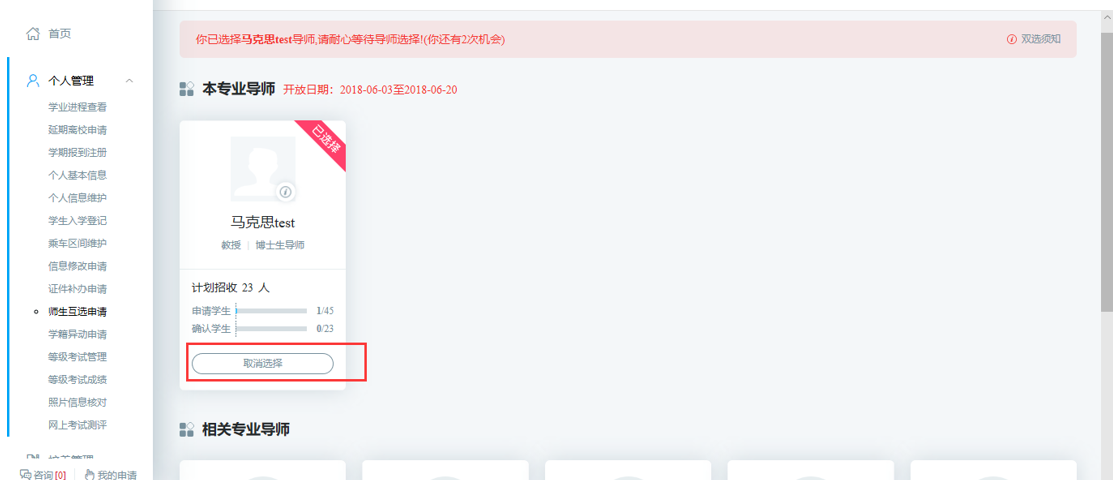 首页
个人管理
学业进程查看
延期离校申请
学期报到注册
个人基本信息
个人信息维护
学生入学登记
乘车区间维护
信息修改申请
证件补办申请
师生互选申请
学籍异动申请
等级考试管理
等级考试成绩
照片信息核对
网上考试测评
咨询[0]
我的申请
你已选择马克思test导师,请耐心等待导师选择!(你还有2次机会)
双选须知
本专业导师 开放日期：2018-06-03至2018-06-20
已选择
马克思test
教授 | 博士生导师
计划招收 23 人
申请学生 1/45
确认学生 0/23
取消选择
相关专业导师